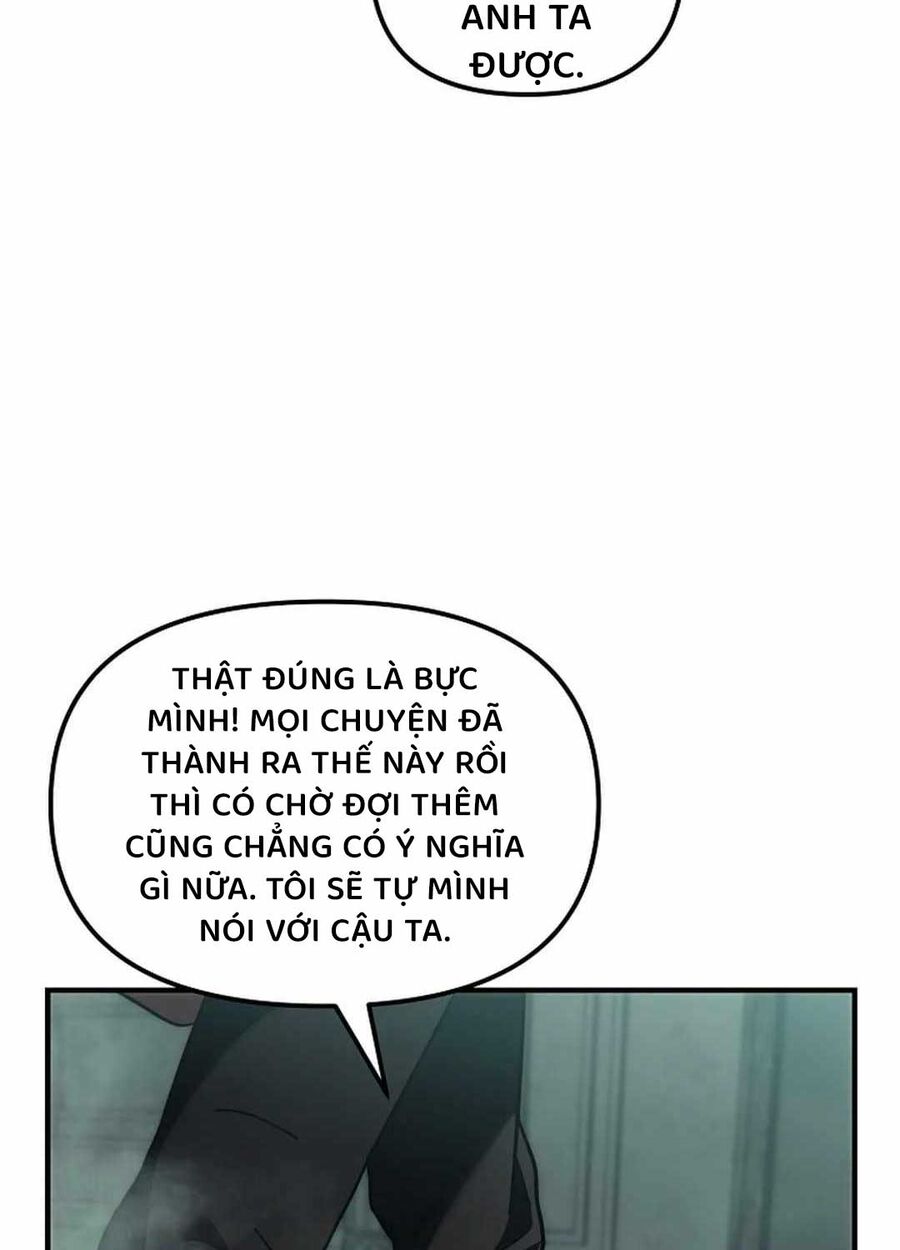 ANH TA
ĐƯỢC.
THẬT ĐÚNG LÀ BỰC
MÌNH! MỌI CHUYỆN ĐÃ
THÀNH RA THẾ NÀY RỒI
THÌ CÓ CHỜ ĐỢI THÊM
CŨNG CHẲNG CÓ Ý NGHĨA
GÌ NỮA. TÔI SẼ TỰ MÌNH
NÓI VỚI CẬU TA.